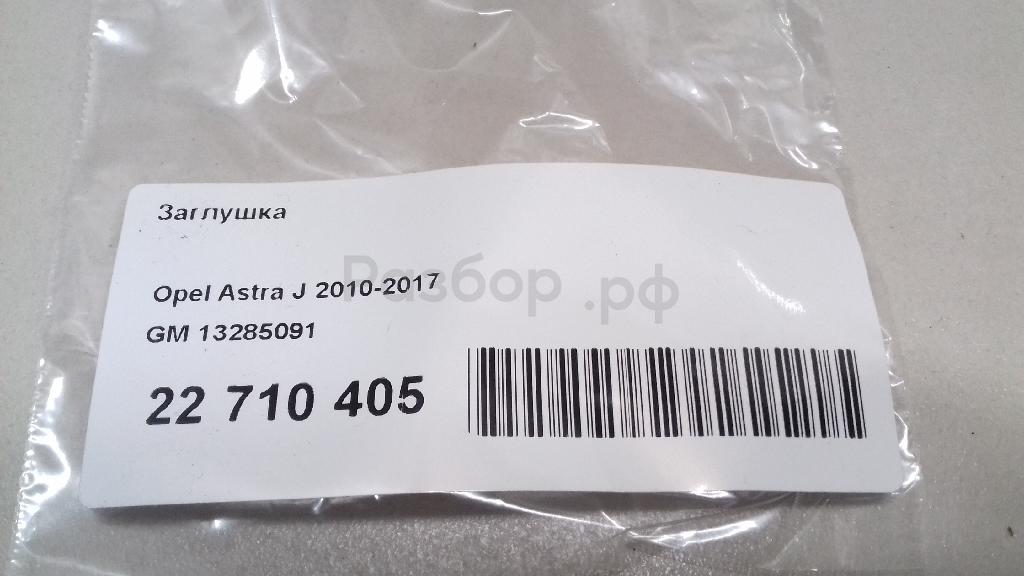 Заглушка
Opel Astra J 2010-2017
Разбор.рф
GM 13285091
22 710 405